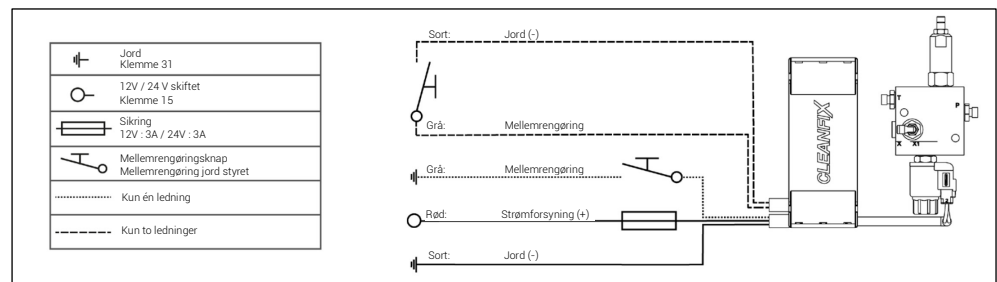 Jord
Klemme 31
12V / 24 V skiftet
Klemme 15
Sikring
12V : 3A / 24V : 3A
Mellemrengøringsknap
Mellemrengøring jord styret
Kun én ledning
Kun to ledninger
Sort: Jord (-)
Grå: Mellemrengøring
Grå: Mellemrengøring
Rød: Strømforsyning (+)
Sort: Jord (-)
CLEANFIX
T
P
X X1